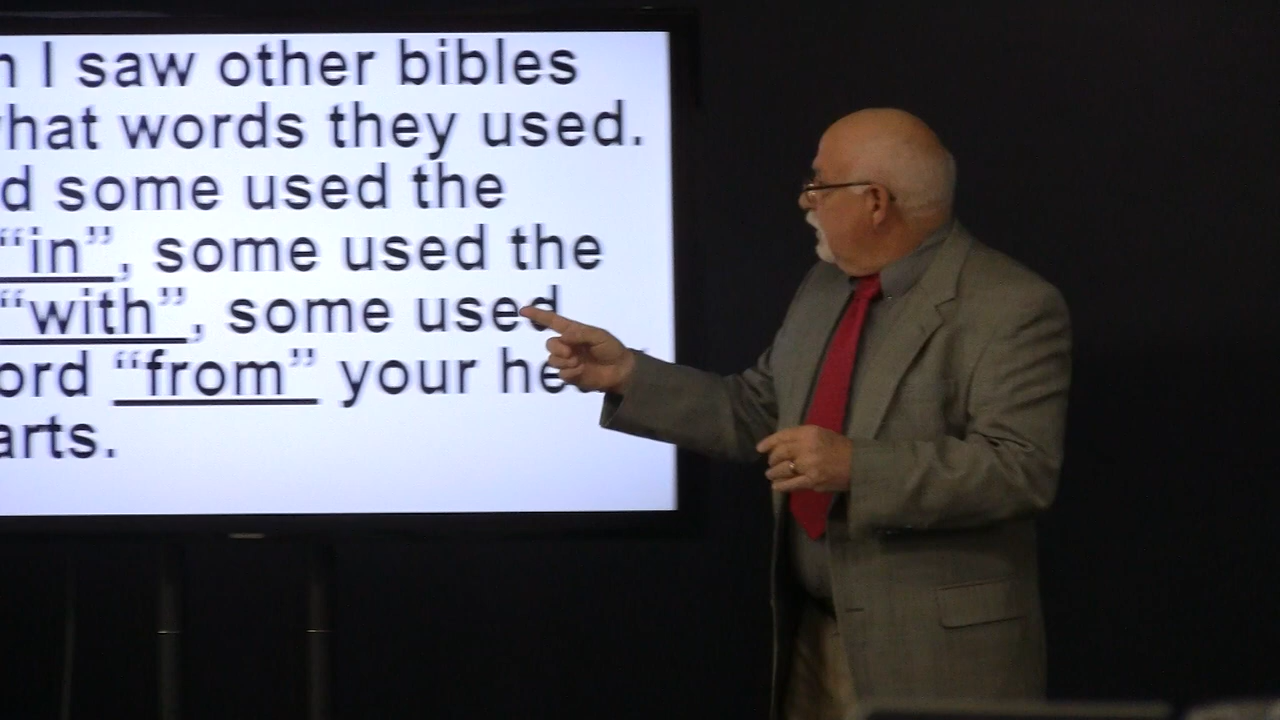 I saw other bibles
what words they used.
some used the
“in”, some used the
“with”, some used
“from” your